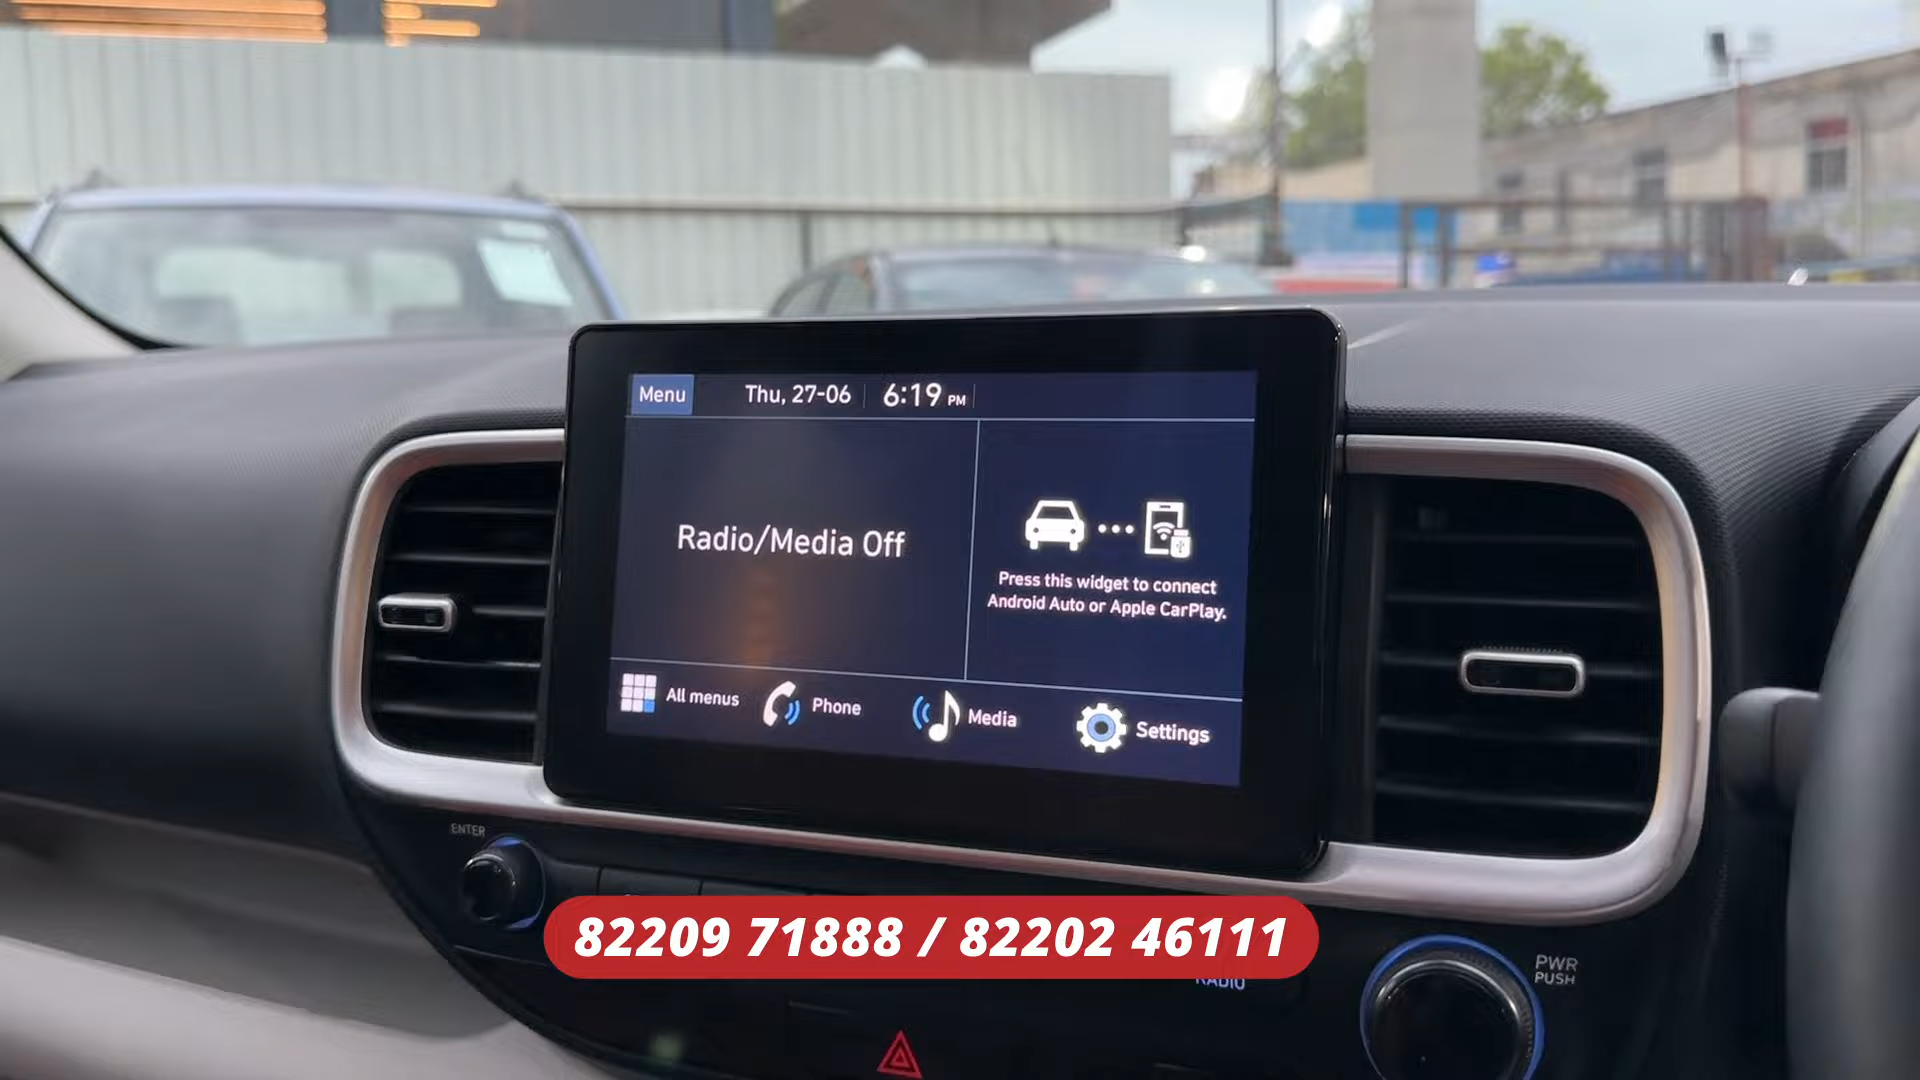 Menu
Thu, 27-06
6:19 PM
Radio/Media Off
Press this widget to connect
Android Auto or Apple CarPlay.
All menus
Phone
Media
Settings
ENTER
82209 71888 / 82202 46111
RADIO
PWR
PUSH